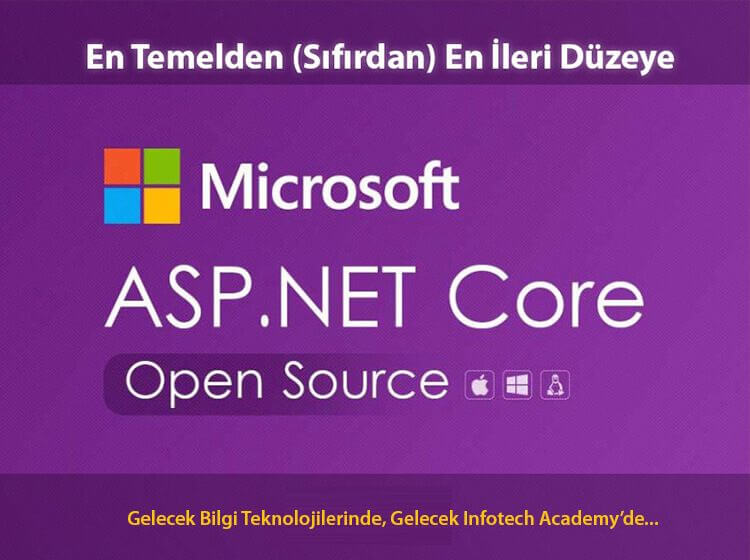 En Temelden (Sıfırdan) En İleri Düzeye
Microsoft
ASP.NET Core
Open Source
Gelecek Bilgi Teknolojilerinde, Gelecek Infotech Academy’de...